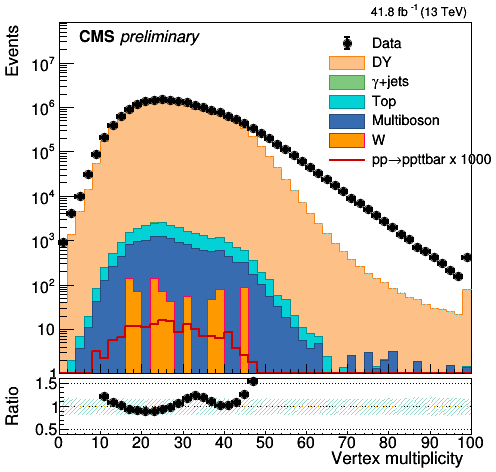 41.8 fb⁻¹ (13 TeV)
CMS preliminary
Events
10⁷
10⁶
10⁵
10⁴
10³
10²
10
1
Data
DY
γ+jets
Top
Multiboson
W
pp→ppttbar x 1000
Ratio
1.5
1
0.5
0 10 20 30 40 50 60 70 80 90 100
Vertex multiplicity